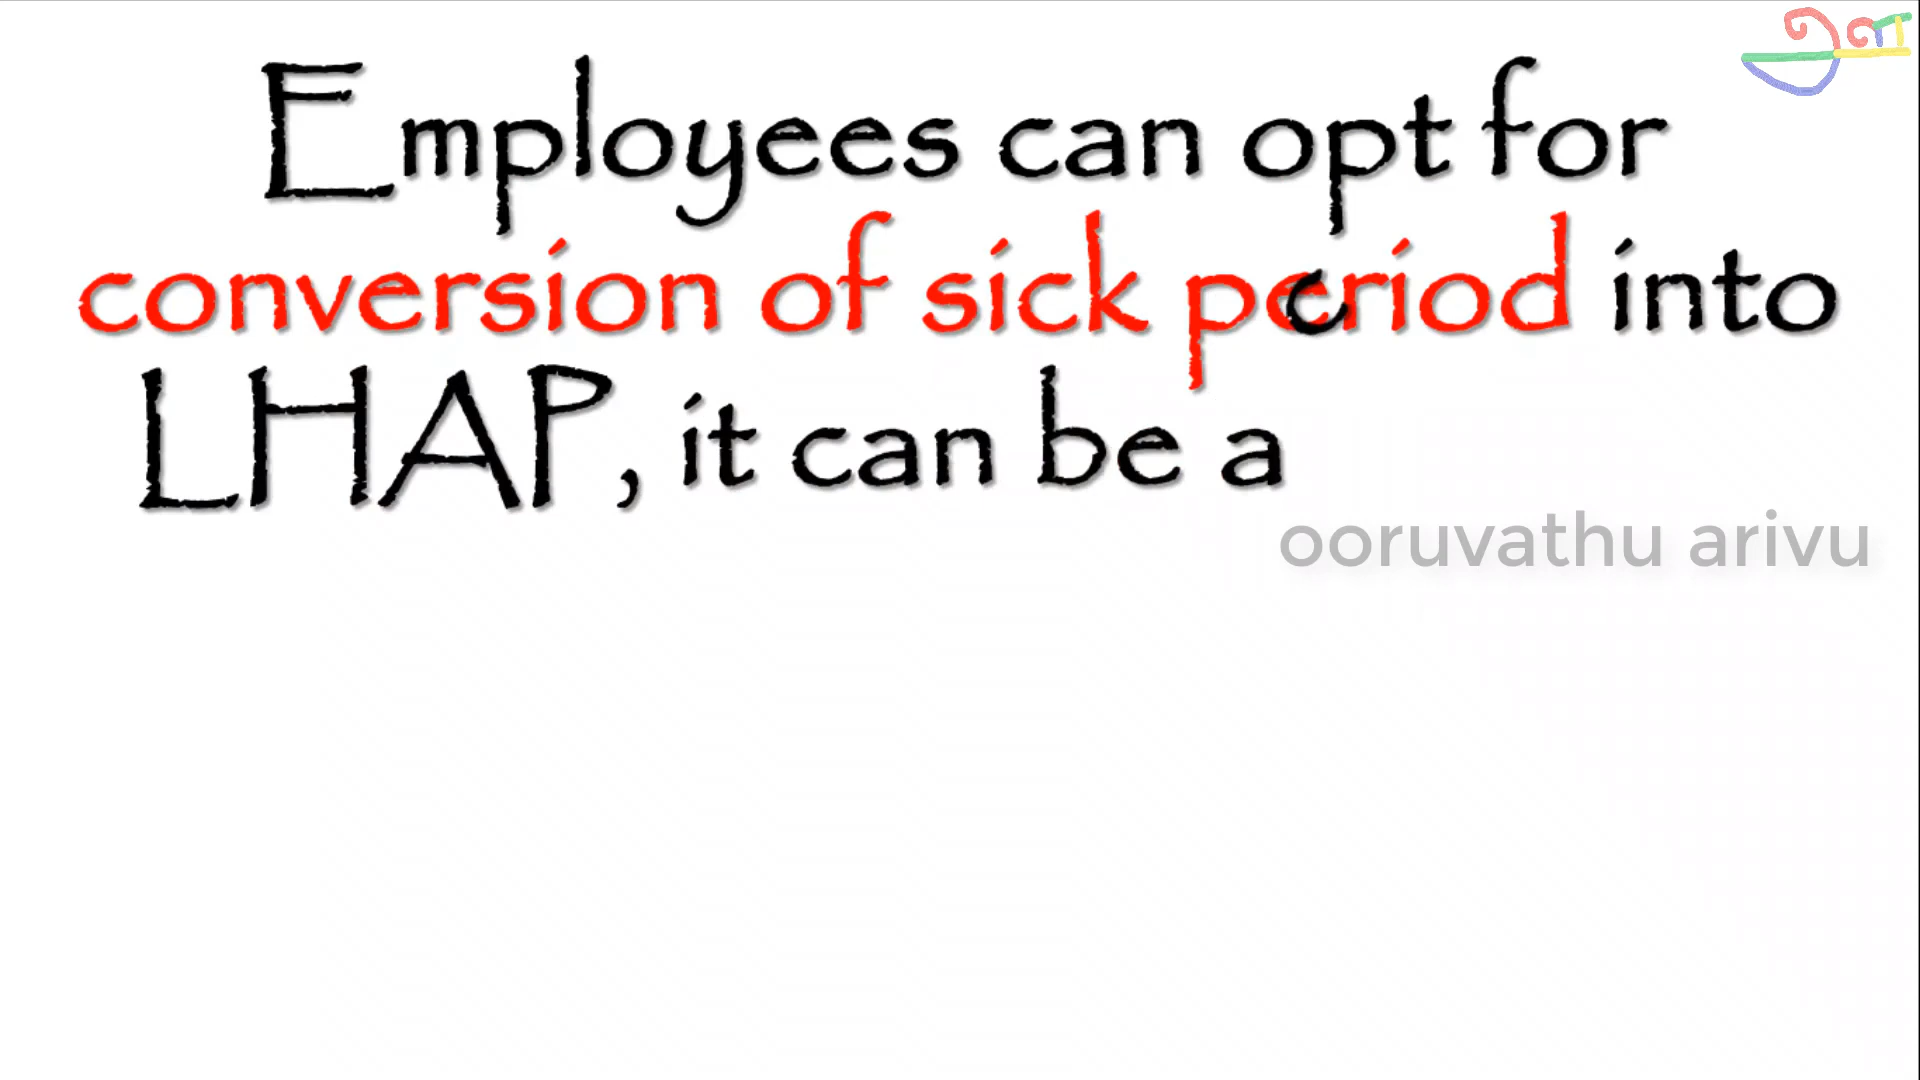 Employees can opt for
conversion of sick period into
LHAP, it can be a
c
ooruvathu arivu